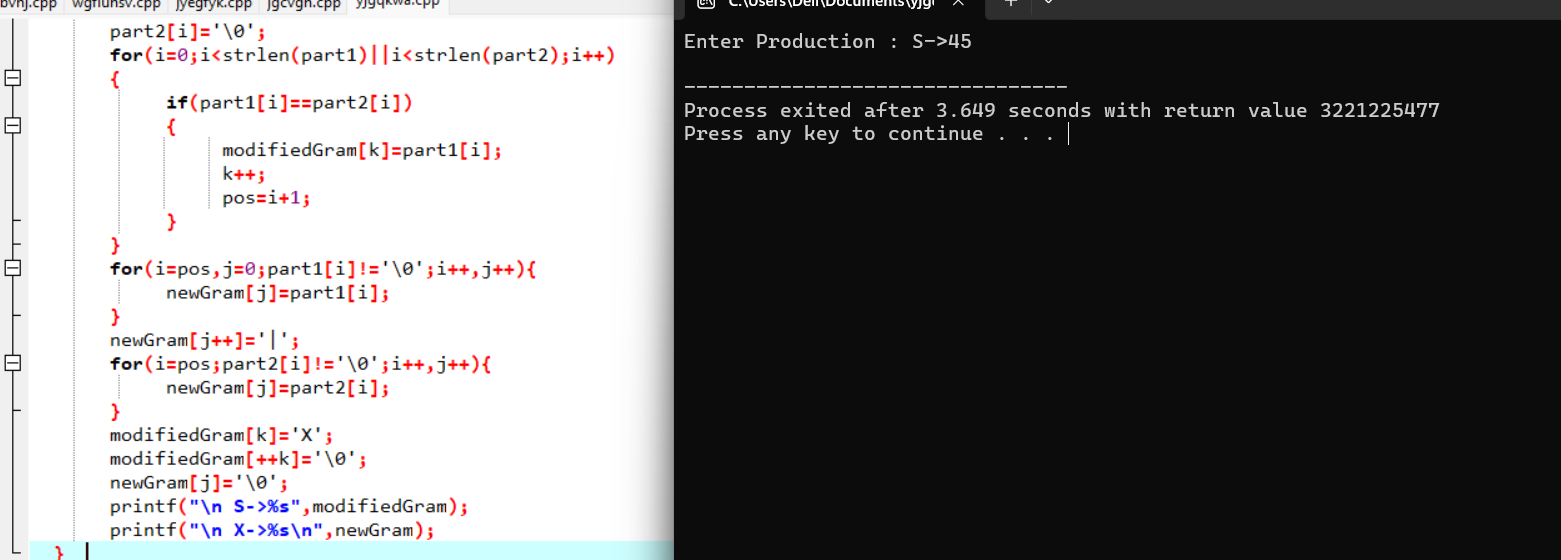 bvhj.cpp wgfiuhsv.cpp jyegfyk.cpp jgcvgh.cpp yjgqkwa.cpp
part2[i]='\0';
for(i=0;i<strlen(part1)||i<strlen(part2);i++)
{
if(part1[i]==part2[i])
{
modifiedGram[k]=part1[i];
k++;
pos=i+1;
}
}
for(i=pos,j=0;part1[i]!='\0';i++,j++){
newGram[j]=part1[i];
}
newGram[j++]='|';
for(i=pos;part2[i]!='\0';i++,j++){
newGram[j]=part2[i];
}
modifiedGram[k]='X';
modifiedGram[++k]='\0';
newGram[j]='\0';
printf("\n S->%s",modifiedGram);
printf("\n X->%s\n",newGram);
}
C:\Users\Dell\Documents\yjg
Enter Production : S->45
--------------------------------
Process exited after 3.649 seconds with return value 3221225477
Press any key to continue . . .